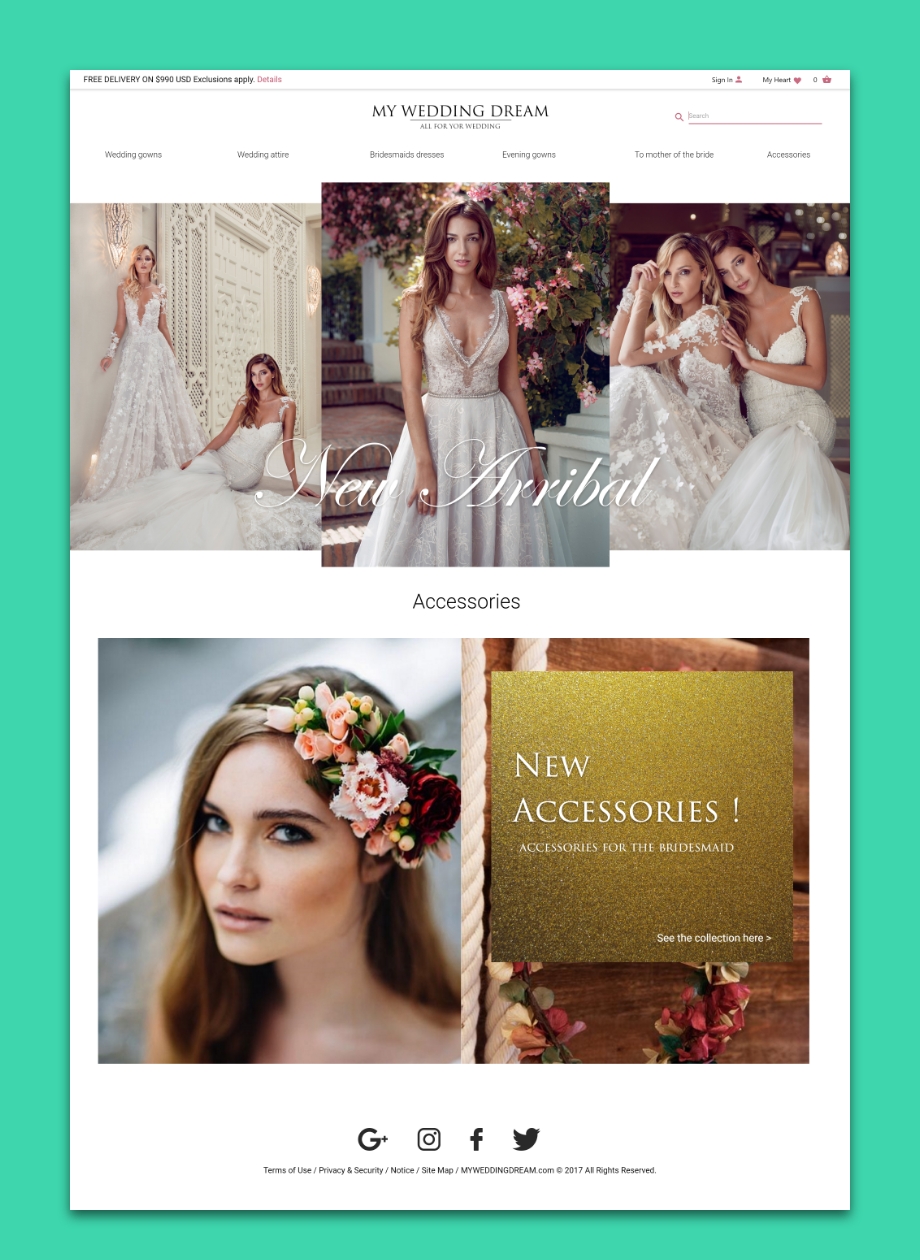 FREE DELIVERY ON $990 USD Exclusions apply. Details
Sign In
My Heart
0
MY WEDDING DREAM
ALL FOR YOR WEDDING
Search
Wedding gowns
Wedding attire
Bridesmaids dresses
Evening gowns
To mother of the bride
Accessories
New Arribal
Accessories
New
Accessories !
accessories for the bridesmaid
See the collection here >
G+
Terms of Use / Privacy & Security / Notice / Site Map / MYWEDDINGDREAM.com © 2017 All Rights Reserved.